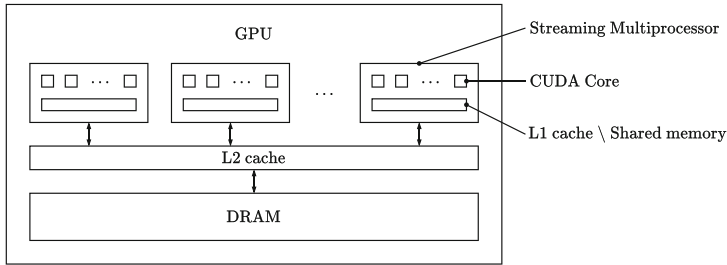 GPU
Streaming Multiprocessor
CUDA Core
L1 cache \ Shared memory
L2 cache
DRAM